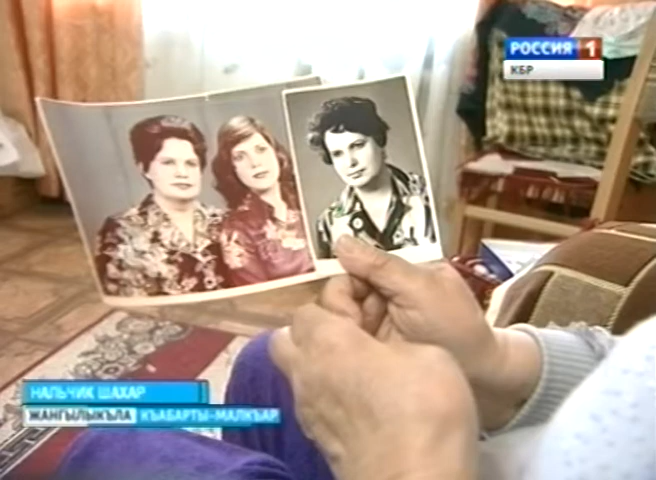 РОССИЯ 1
КБР
НАЛЬЧИК ШАХАР
ЖАНГЫЛЫКЪЛА КЪАБАРТЫ-МАЛКЪАР